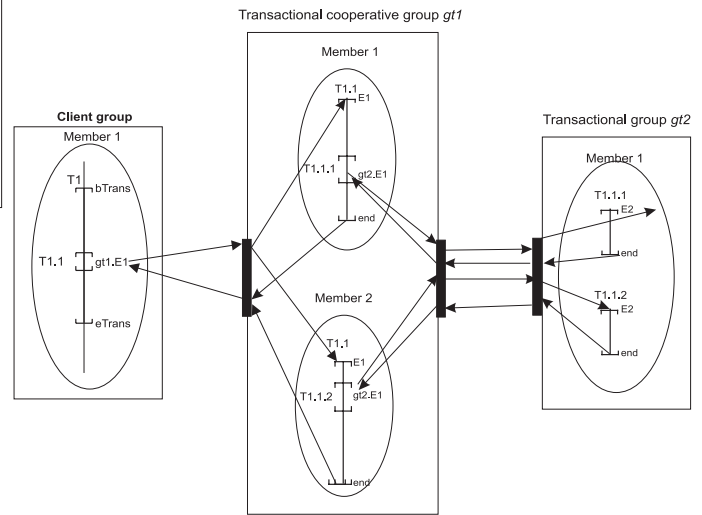 Transactional cooperative group gt1
Client group
Member 1
T1
bTrans
T1.1
gt1.E1
eTrans
Member 1
T1.1
E1
T1.1.1
gt2.E1
end
Member 2
T1.1
E1
T1.1.2
gt2.E1
end
Transactional group gt2
Member 1
T1.1.1
E2
end
T1.1.2
E2
end